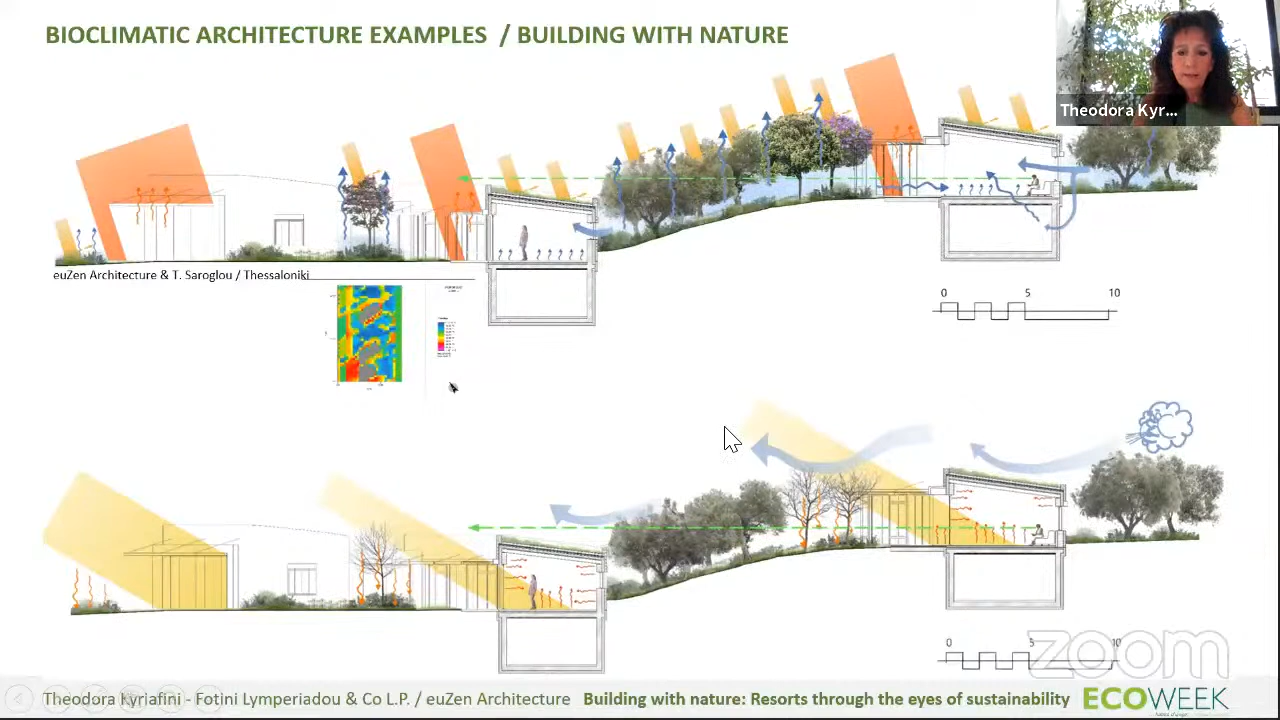 BIOCLIMATIC ARCHITECTURE EXAMPLES / BUILDING WITH NATURE
Theodora Kyr...
euZen Architecture & T. Saroglou / Thessaloniki
0 5 10
0 5 10
zoom
Theodora Kyriafini - Fotini Lymperiadou & Co L.P. / euZen Architecture Building with nature: Resorts through the eyes of sustainability ECOWEEK